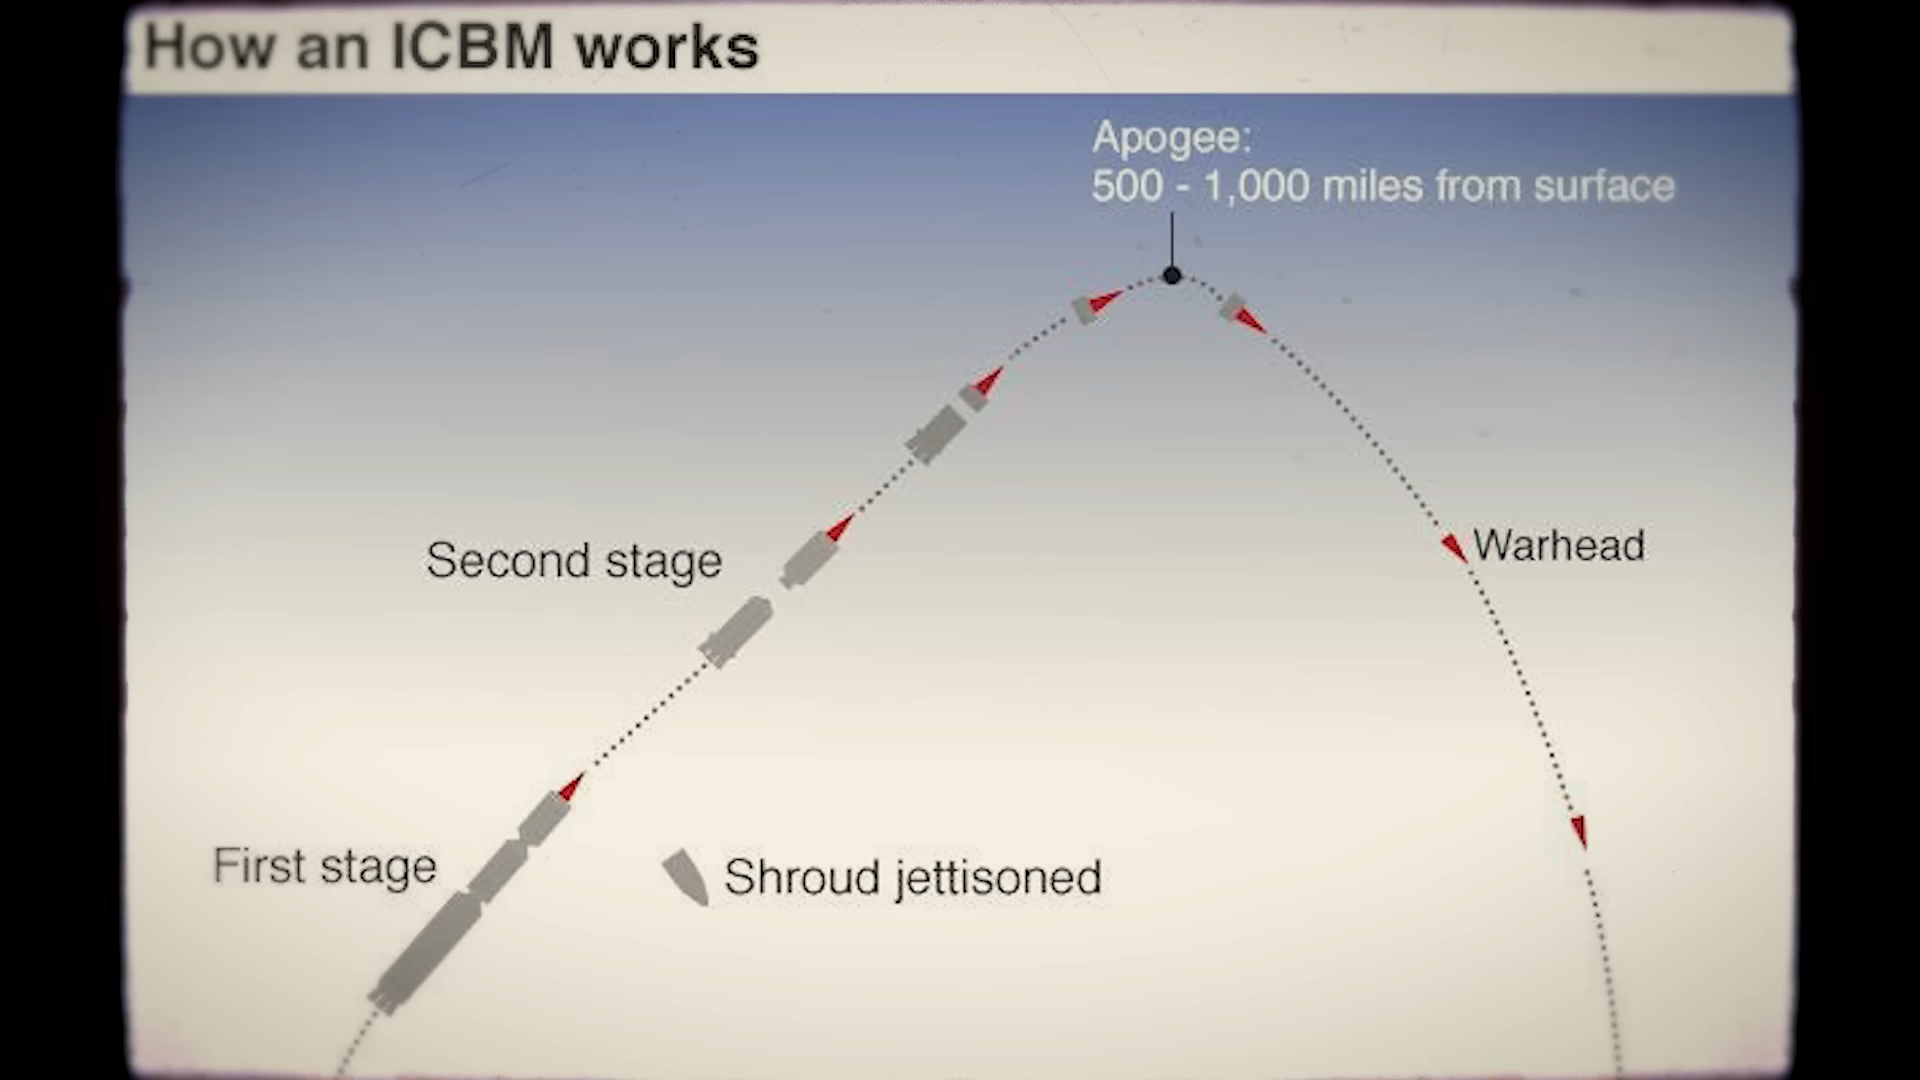 How an ICBM works
Apogee:
500 - 1,000 miles from surface
Second stage
Warhead
First stage
Shroud jettisoned